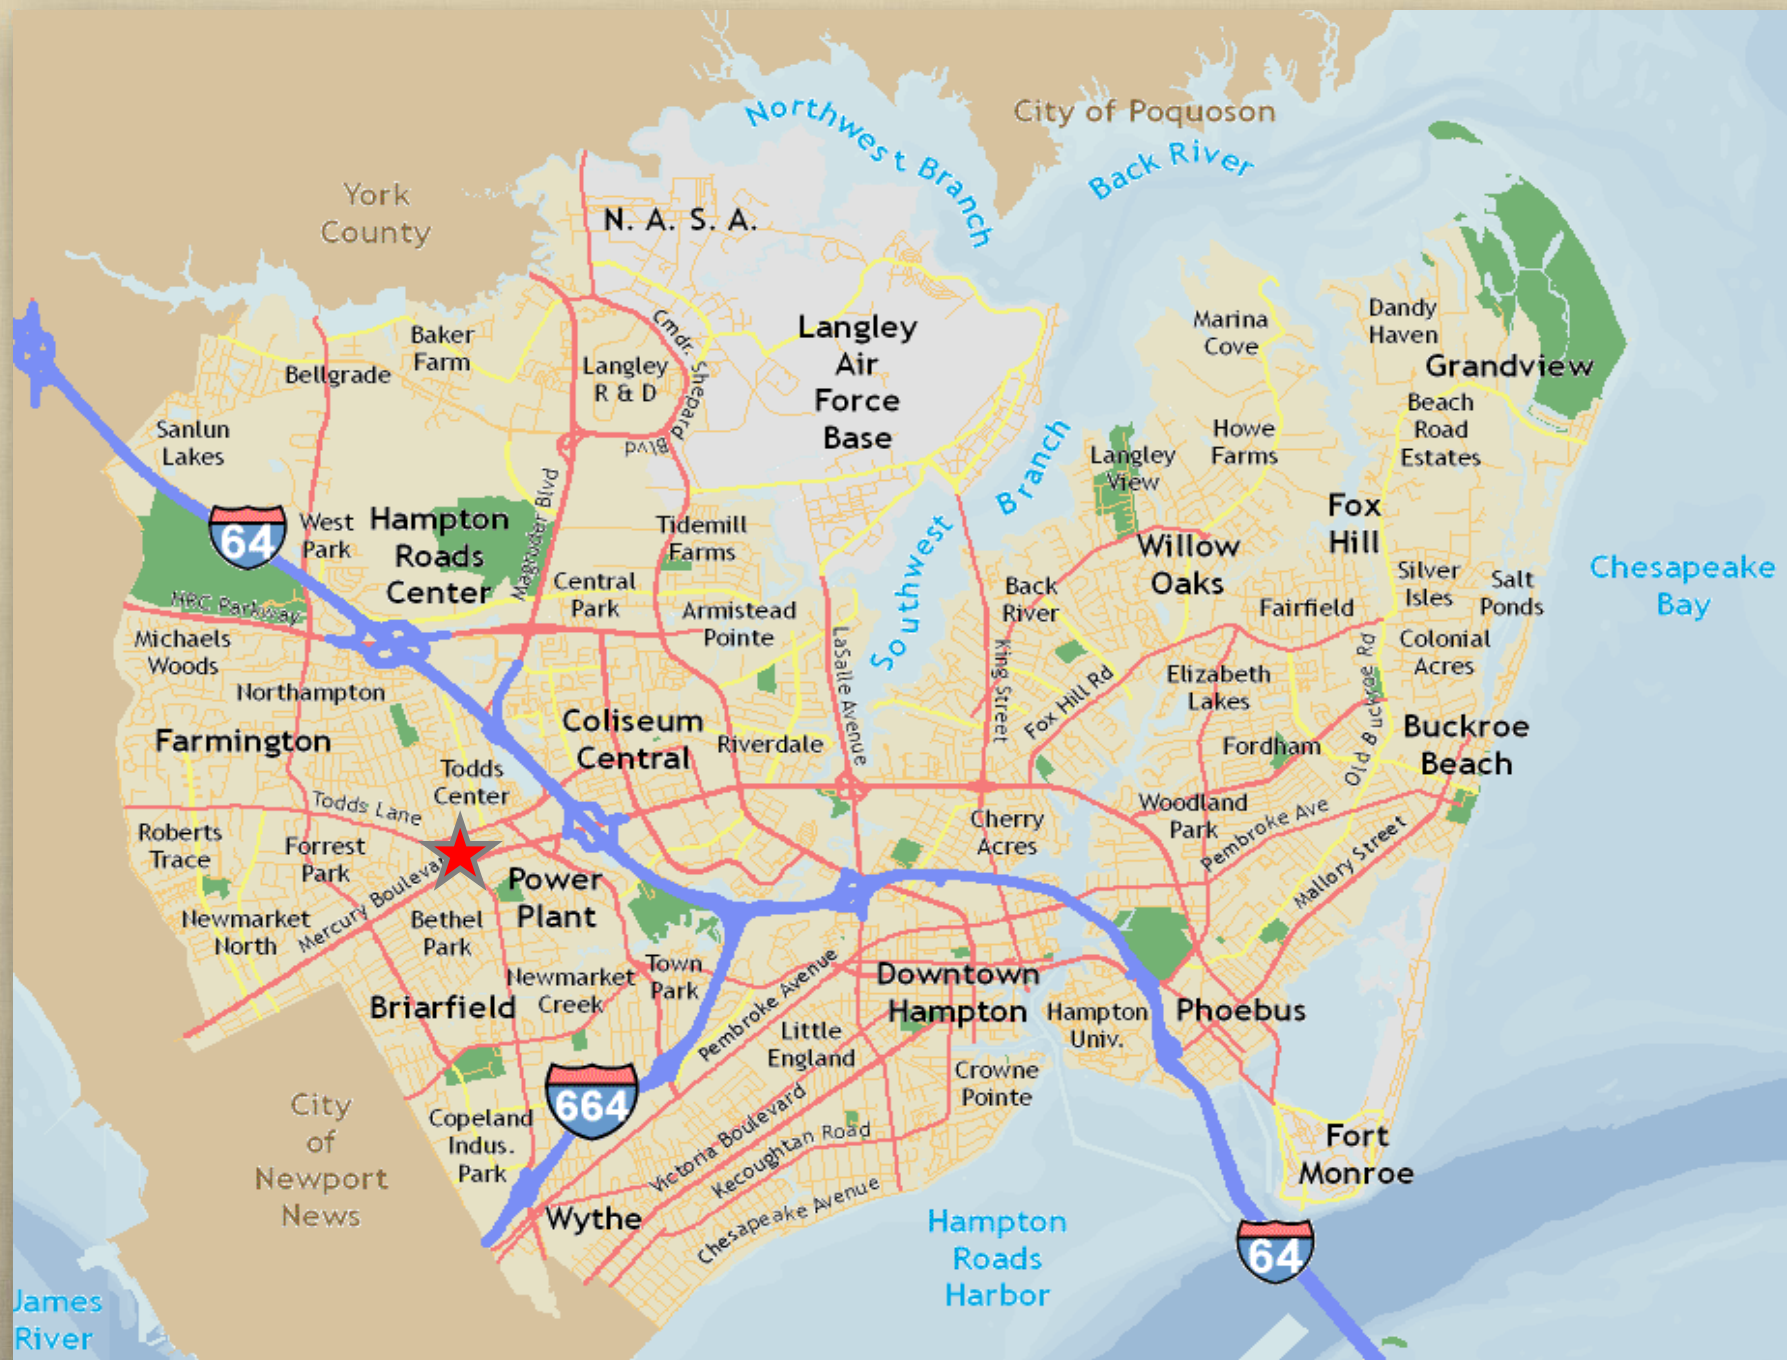 City of Poquoson
Northwest Branch
Back River
York
County
N. A. S. A.
Cmdr. Shepard Blvd
Langley
Air
Force
Base
Marina
Cove
Dandy
Haven
Grandview
Baker
Farm
Bellgrade
Langley
R & D
Beach
Road
Estates
Sanlun
Lakes
Howe
Farms
Langley
View
Southwest Branch
64
West
Park
Hampton
Roads
Center
Magruder Blvd
Tidemill
Farms
Fox
Hill
Willow
Oaks
Chesapeake
Bay
Silver
Isles
Salt
Ponds
Central
Park
Back
River
Fairfield
HRC Parkway
Armistead
Pointe
Michaels
Woods
Colonial
Acres
Northampton
LaSalle Avenue
King Street
Fox Hill Rd
Elizabeth
Lakes
Old Buckroe Rd
Farmington
Coliseum
Central
Riverdale
Fordham
Buckroe
Beach
Todds
Center
Todds Lane
Woodland
Park
Cherry
Acres
Pembroke Ave
Mallory Street
Roberts
Trace
Forrest
Park
Mercury Boulevar
Power
Plant
Newmarket
North
Bethel
Park
Newmarket
Creek
Town
Park
Pembroke Avenue
Downtown
Hampton
Briarfield
Hampton
Univ.
Phoebus
Little
England
Crowne
Pointe
664
City
of
Newport
News
Copeland
Indus.
Park
Victoria Boulevard
Kecoughtan Road
Chesapeake Avenue
Fort
Monroe
Wythe
Hampton
Roads
Harbor
64
James
River